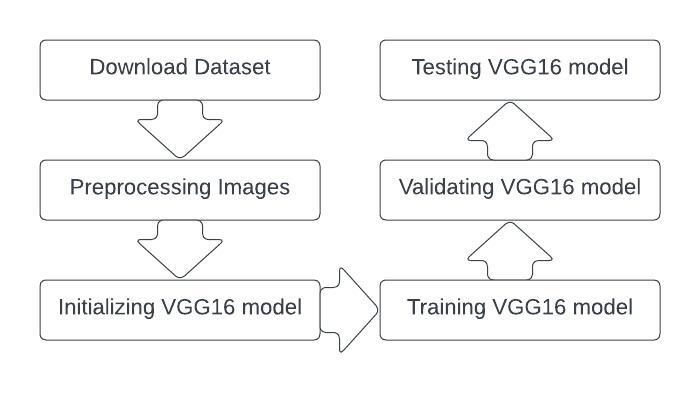 Download Dataset
Preprocessing Images
Initializing VGG16 model
Training VGG16 model
Validating VGG16 model
Testing VGG16 model